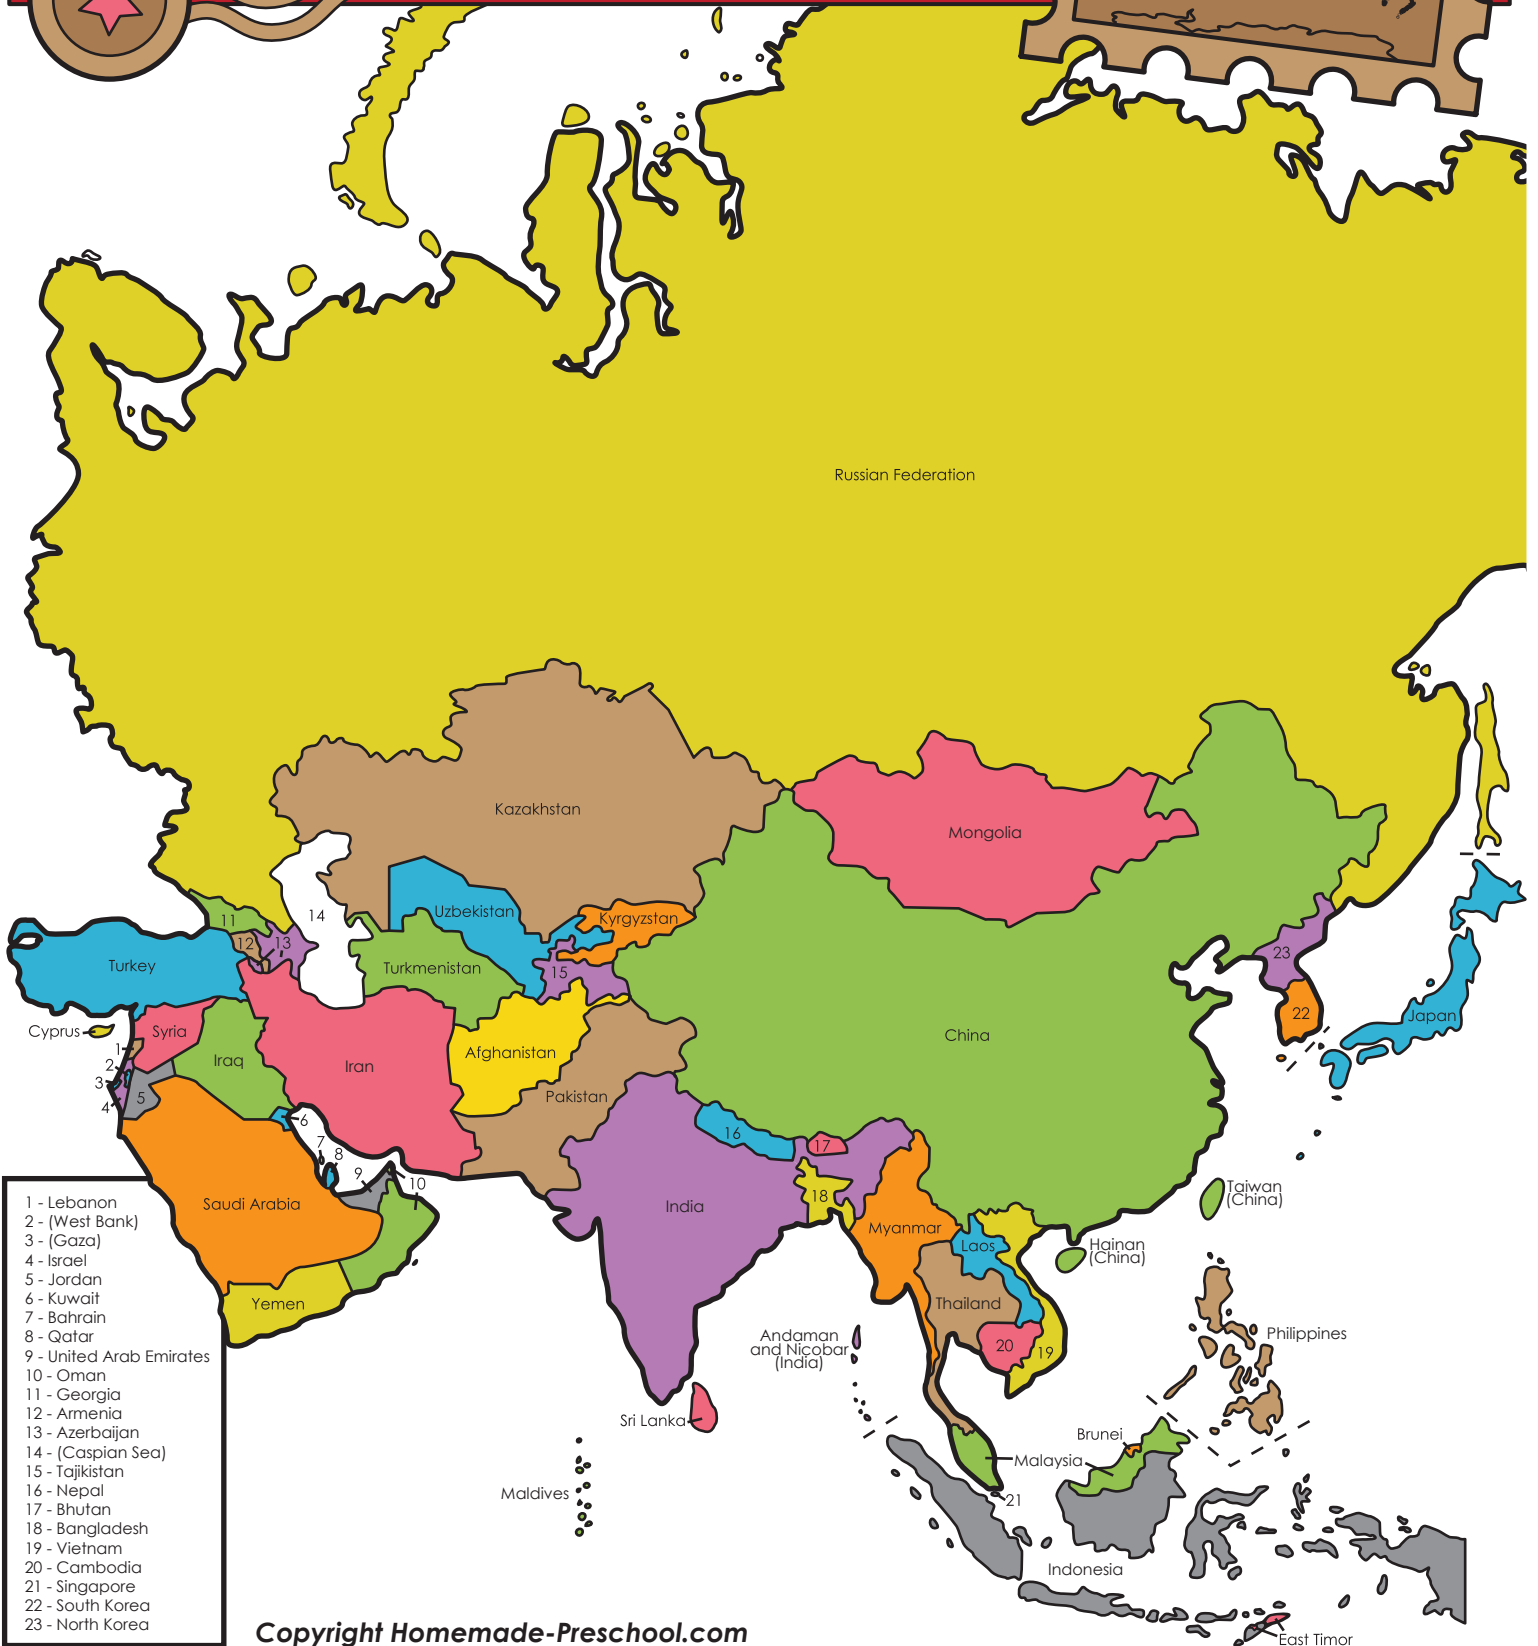 Russian Federation
Kazakhstan
Mongolia
Uzbekistan
Kyrgyzstan
14
11
12
13
Turkey
Turkmenistan
15
23
22
Japan
Cyprus
Syria
Iraq
Iran
Afghanistan
China
1
2
3
4
5
Pakistan
6
7
8
9
10
16
17
18
Saudi Arabia
India
Myanmar
Laos
Taiwan
(China)
Hainan
(China)
Yemen
Thailand
20
19
Philippines
Andaman
and Nicobar
(India)
Sri Lanka
Brunei
Malaysia
21
Maldives
Indonesia
East Timor
1 - Lebanon
2 - (West Bank)
3 - (Gaza)
4 - Israel
5 - Jordan
6 - Kuwait
7 - Bahrain
8 - Qatar
9 - United Arab Emirates
10 - Oman
11 - Georgia
12 - Armenia
13 - Azerbaijan
14 - (Caspian Sea)
15 - Tajikistan
16 - Nepal
17 - Bhutan
18 - Bangladesh
19 - Vietnam
20 - Cambodia
21 - Singapore
22 - South Korea
23 - North Korea
Copyright Homemade-Preschool.com